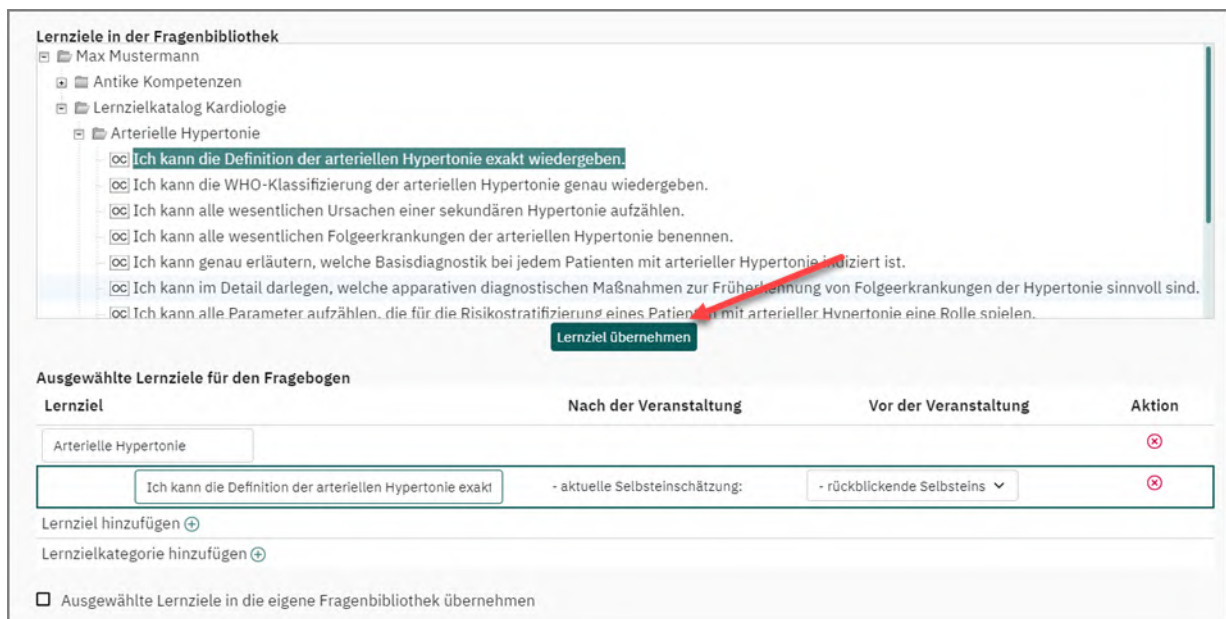 Lernziele in der Fragenbibliothek
Max Mustermann
Antike Kompetenzen
Lernzielkatalog Kardiologie
Arterielle Hypertonie
OC Ich kann die Definition der arteriellen Hypertonie exakt wiedergeben.
OC Ich kann die WHO-Klassifizierung der arteriellen Hypertonie genau wiedergeben.
OC Ich kann alle wesentlichen Ursachen einer sekundären Hypertonie aufzählen.
OC Ich kann alle wesentlichen Folgeerkrankungen der arteriellen Hypertonie benennen.
OC Ich kann genau erläutern, welche Basisdiagnostik bei jedem Patienten mit arterieller Hypertonie indiziert ist.
OC Ich kann im Detail darlegen, welche apparativen diagnostischen Maßnahmen zur Früherkennung von Folgeerkrankungen der Hypertonie sinnvoll sind.
OC Ich kann alle Parameter aufzählen, die für die Risikostratifizierung eines Patienten mit arterieller Hypertonie eine Rolle spielen.
Lernziel übernehmen
Ausgewählte Lernziele für den Fragebogen
Lernziel Nach der Veranstaltung Vor der Veranstaltung Aktion
Arterielle Hypertonie
Ich kann die Definition der arteriellen Hypertonie exakt - aktuelle Selbsteinschätzung: - rückblickende Selbsteins
Lernziel hinzufügen
Lernzielkategorie hinzufügen
Ausgewählte Lernziele in die eigene Fragenbibliothek übernehmen